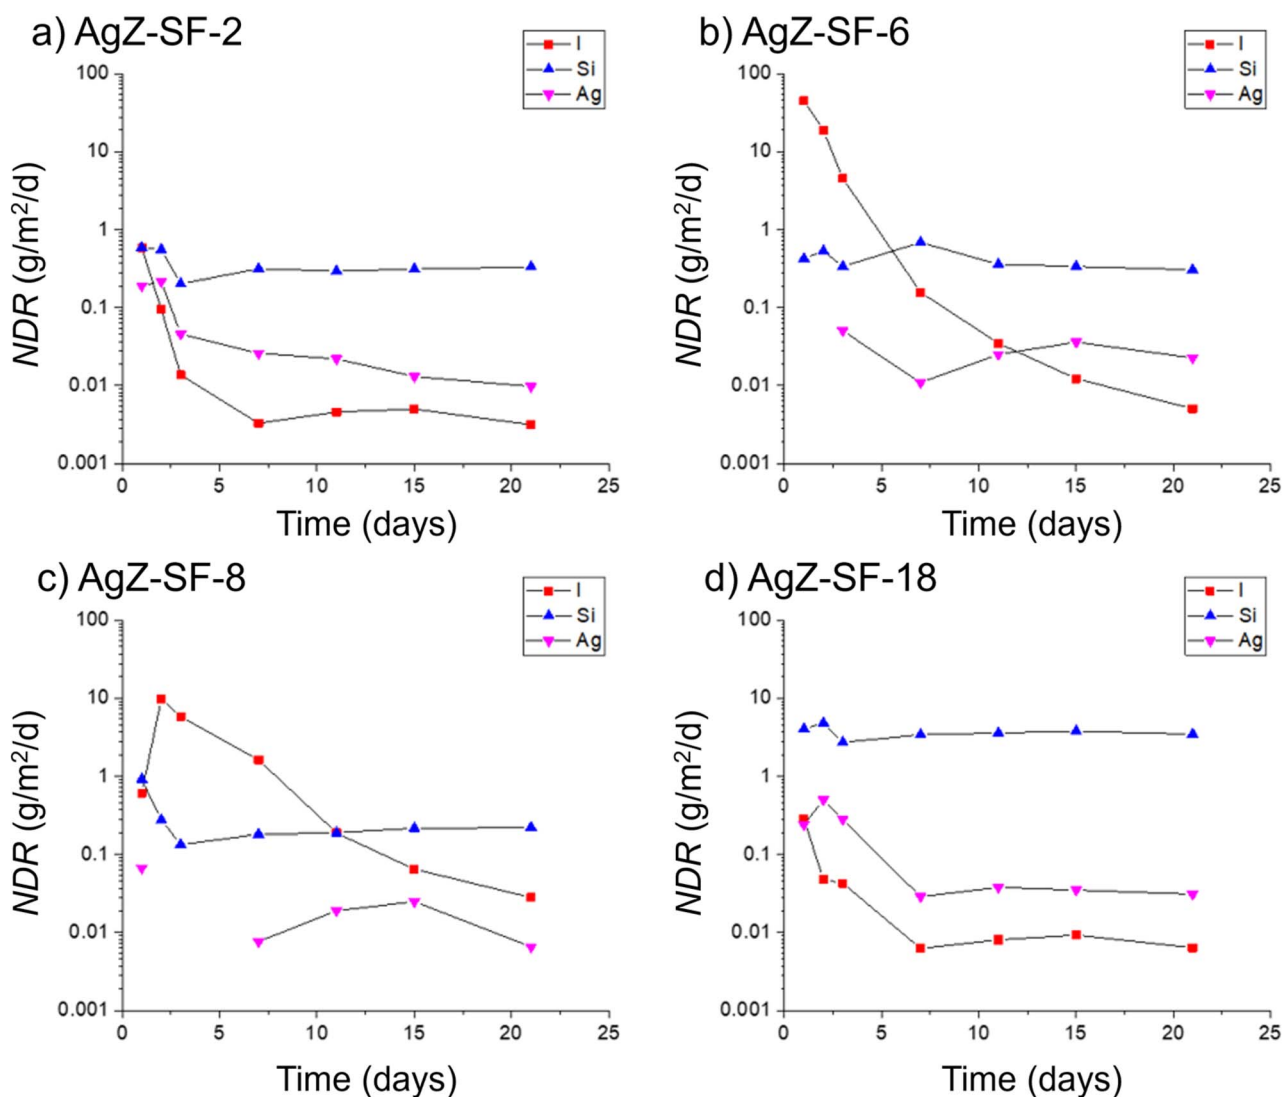 a) AgZ-SF-2
I
Si
Ag
100
10
1
0.1
0.01
0.001
NDR (g/m²/d)
0 5 10 15 20 25
Time (days)
b) AgZ-SF-6
I
Si
Ag
100
10
1
0.1
0.01
0.001
NDR (g/m²/d)
0 5 10 15 20 25
Time (days)
c) AgZ-SF-8
I
Si
Ag
100
10
1
0.1
0.01
0.001
NDR (g/m²/d)
0 5 10 15 20 25
Time (days)
d) AgZ-SF-18
I
Si
Ag
100
10
1
0.1
0.01
0.001
NDR (g/m²/d)
0 5 10 15 20 25
Time (days)